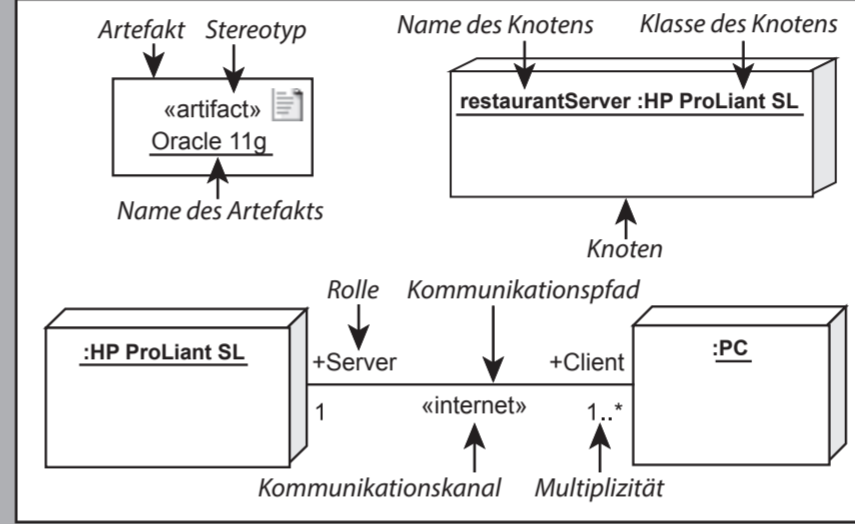 Artefakt Stereotyp
«artifact»
Oracle 11g
Name des Artefakts
Name des Knotens Klasse des Knotens
restaurantServer :HP ProLiant SL
Knoten
Rolle Kommunikationspfad
:HP ProLiant SL
+Server
+Client
:PC
1
«internet»
1..*
Kommunikationskanal Multiplizität